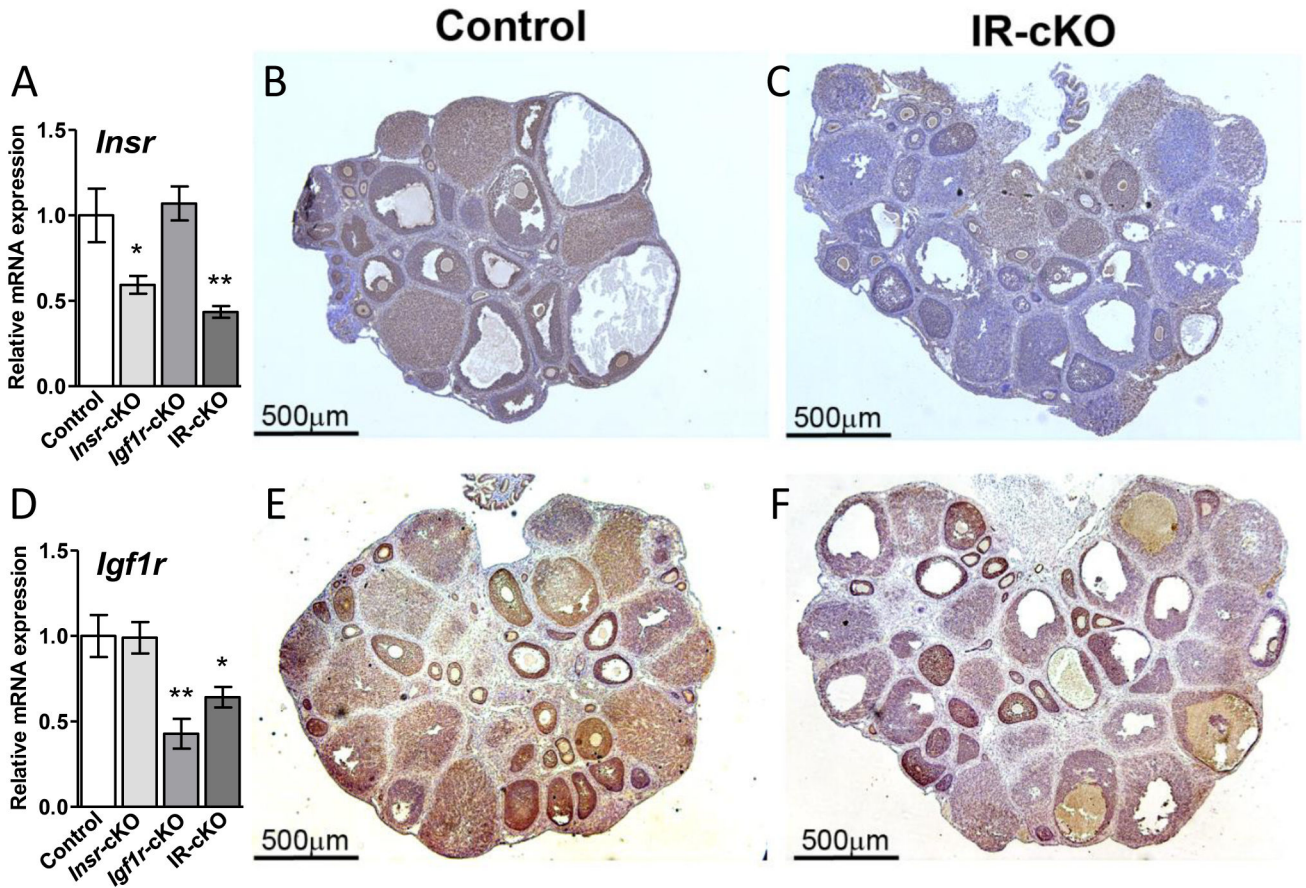 Control
IR-cKO
A
Insr
Relative mRNA expression
1.5
1.0
0.5
0.0
*
**
Control
Insr-cKO
Igf1r-cKO
IR-cKO
B
500μm
C
500μm
D
Igf1r
Relative mRNA expression
1.5
1.0
0.5
0.0
**
*
Control
Insr-cKO
Igf1r-cKO
IR-cKO
E
500μm
F
500μm